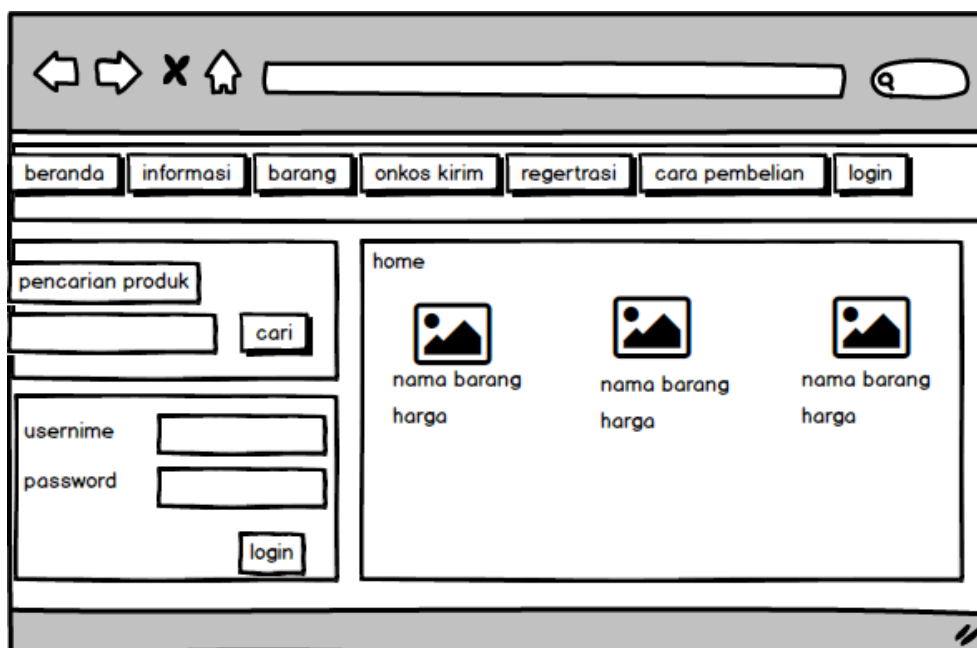 beranda informasi barang onkos kirim regertrasi cara pembelian login
pencarian produk
cari
usernime
password
login
home
nama barang nama barang nama barang
harga harga harga